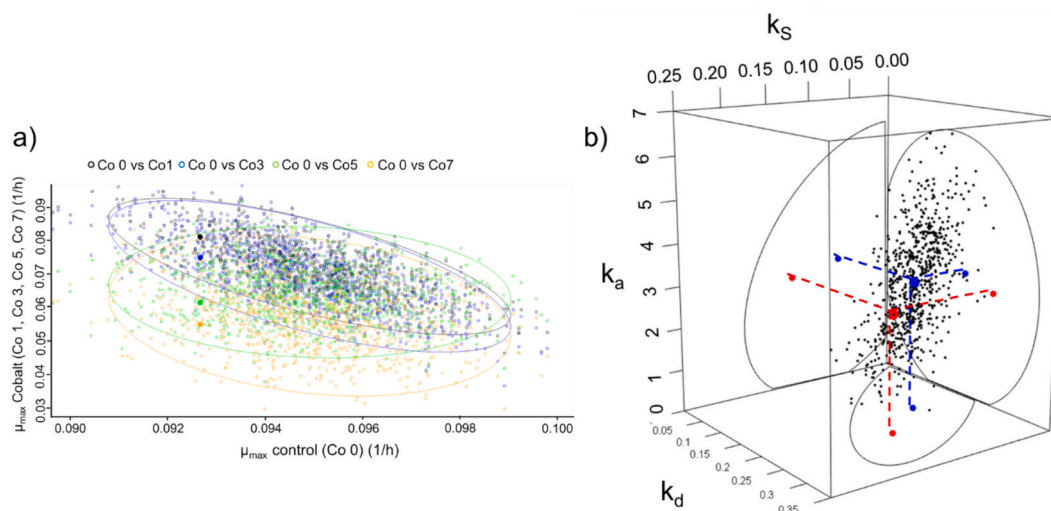 a)
Co 0 vs Co1 Co 0 vs Co3 Co 0 vs Co5 Co 0 vs Co7
μmax Cobalt (Co 1, Co 3, Co 5, Co 7) (1/h)
0.09
0.08
0.07
0.06
0.05
0.04
0.03
0.090 0.092 0.094 0.096 0.098 0.100
μmax control (Co 0) (1/h)
b)
kS
0.25 0.20 0.15 0.10 0.05 0.00
ka
7
6
5
4
3
2
1
0
0.05
0.1
0.15
0.2
0.25
0.3
0.35
kd